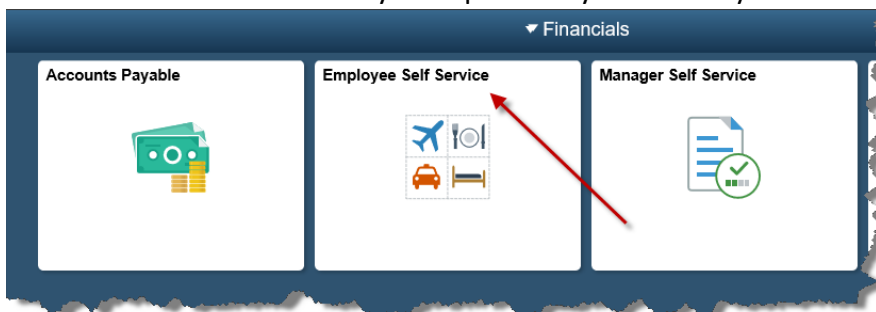 Financials
Accounts Payable
Employee Self Service
Manager Self Service